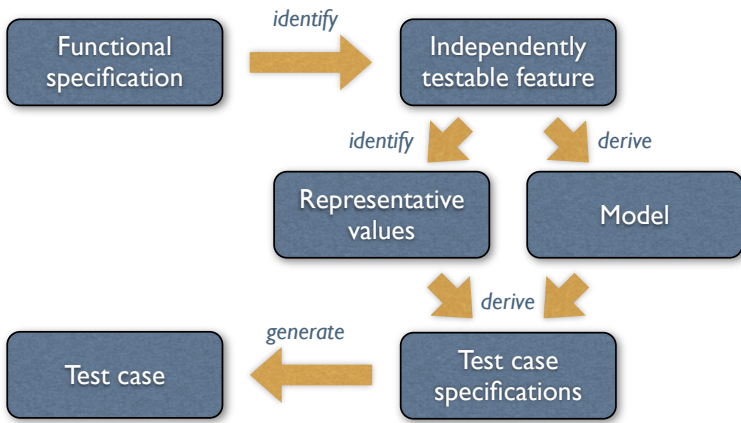 identify
Functional
specification
Independently
testable feature
identify
derive
Representative
values
Model
derive
generate
Test case
Test case
specifications